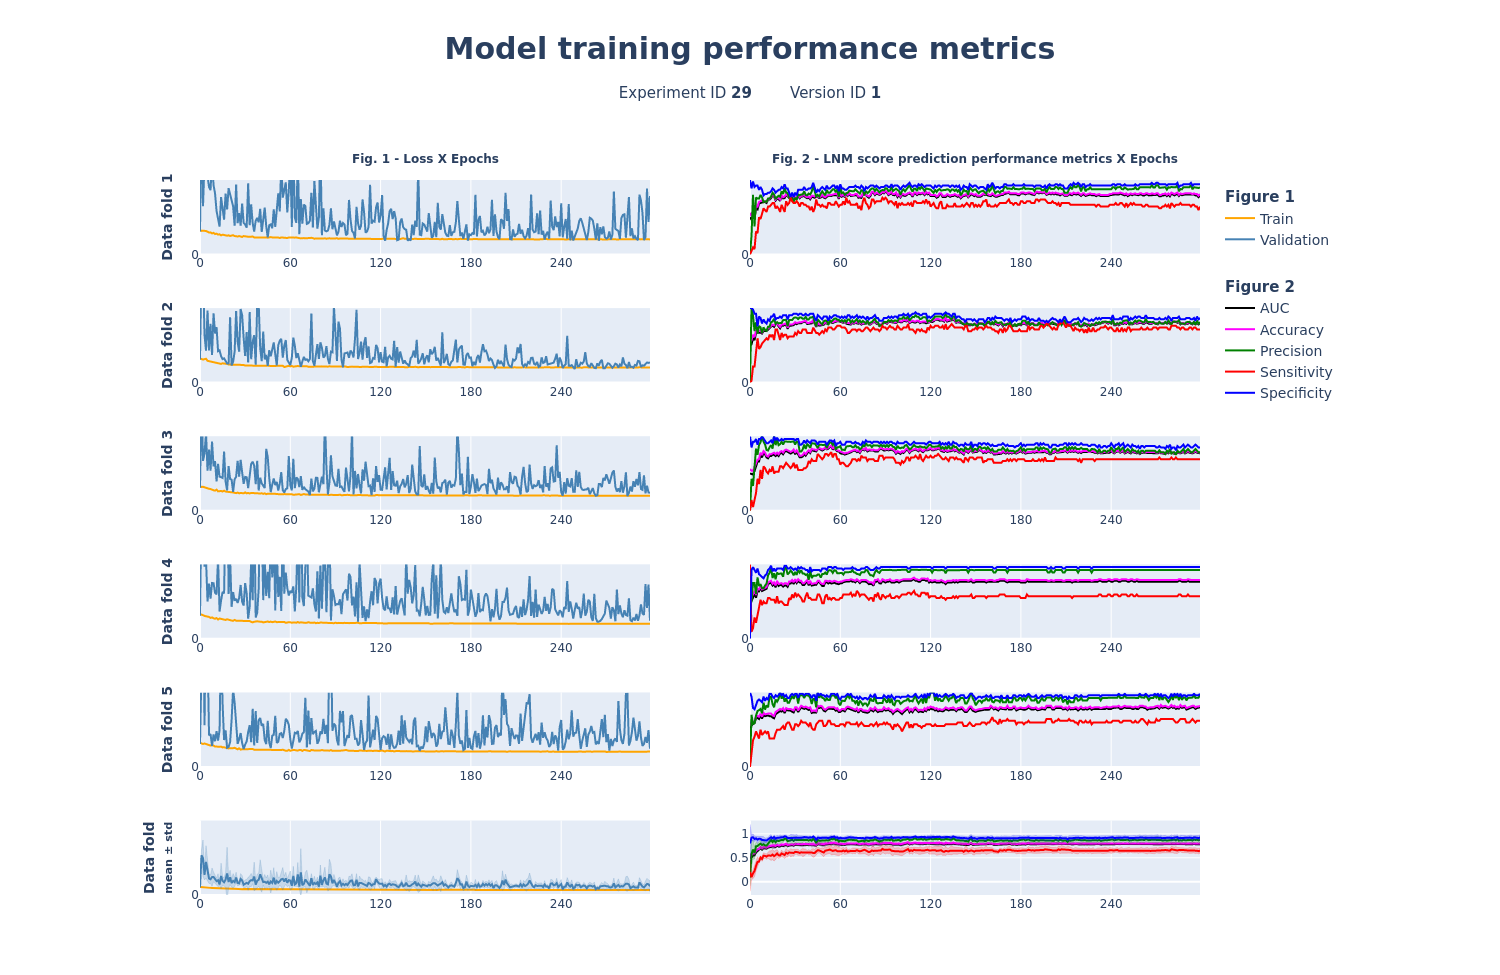 Model training performance metrics
Experiment ID 29 Version ID 1
Fig. 1 - Loss X Epochs
Fig. 2 - LNM score prediction performance metrics X Epochs
Data fold 1
0
0 60 120 180 240
0
0 60 120 180 240
Figure 1
Train
Validation
Figure 2
AUC
Accuracy
Precision
Sensitivity
Specificity
Data fold 2
0
0 60 120 180 240
0
0 60 120 180 240
Data fold 3
0
0 60 120 180 240
0
0 60 120 180 240
Data fold 4
0
0 60 120 180 240
0
0 60 120 180 240
Data fold 5
0
0 60 120 180 240
0
0 60 120 180 240
Data fold
mean ± std
0
0 60 120 180 240
1
0.5
0
0 60 120 180 240